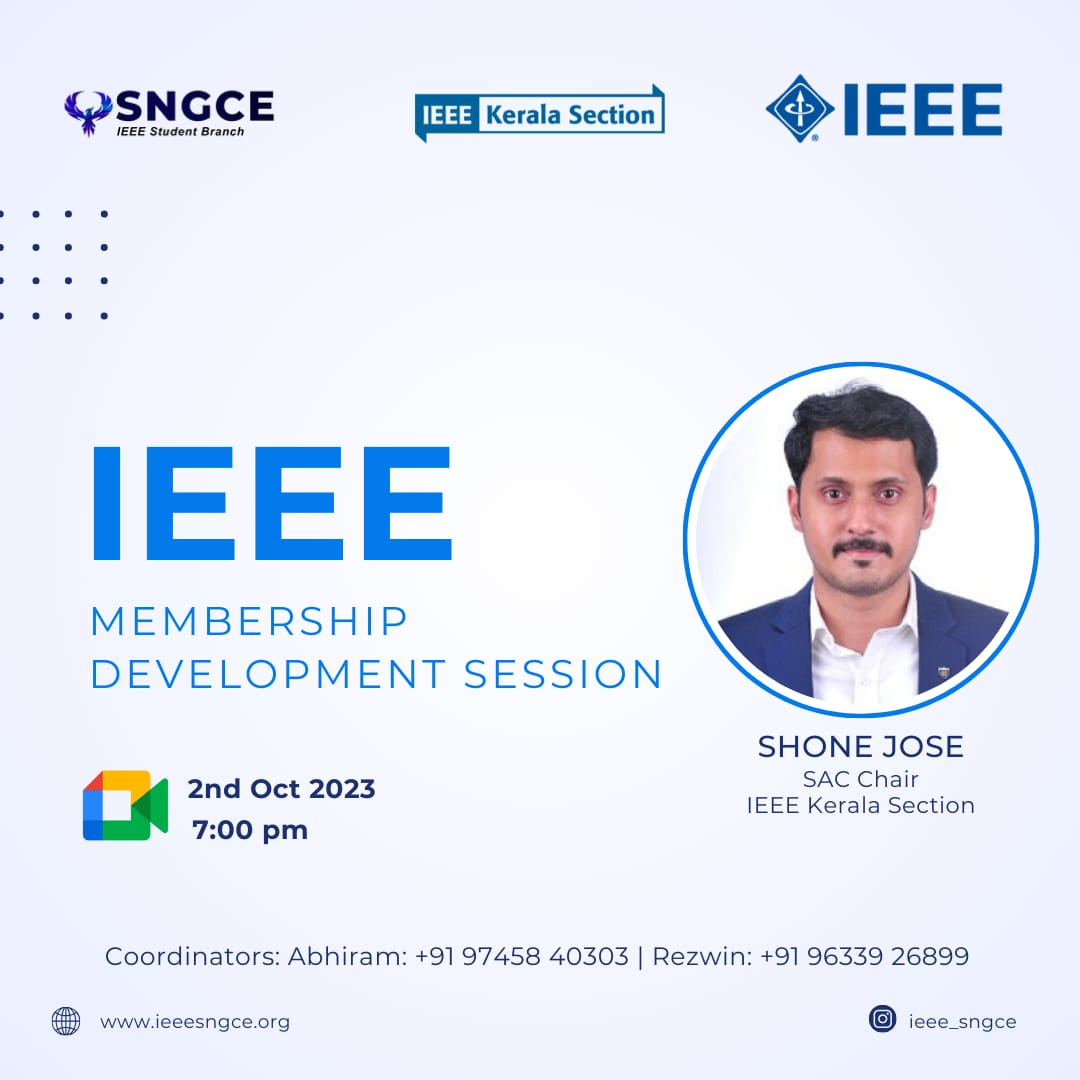 SNGCE
IEEE Student Branch
IEEE Kerala Section
IEEE
IEEE
MEMBERSHIP
DEVELOPMENT SESSION
2nd Oct 2023
7:00 pm
SHONE JOSE
SAC Chair
IEEE Kerala Section
Coordinators: Abhiram: +91 97458 40303 | Rezwin: +91 96339 26899
www.ieeesngce.org
ieee_sngce